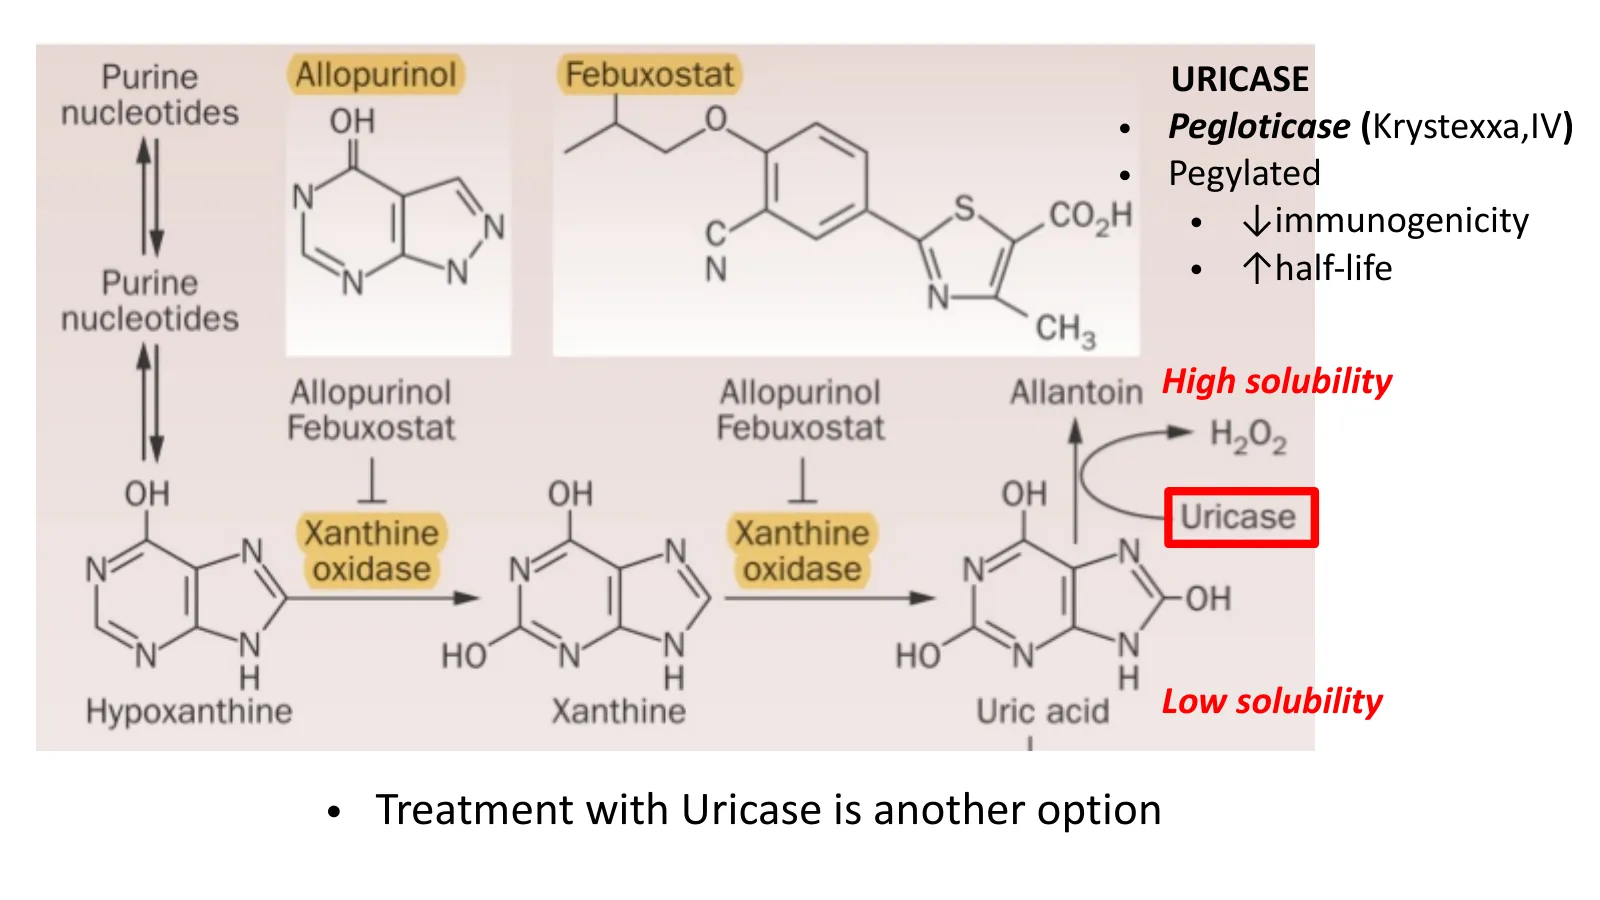 Purine
nucleotides
Purine
nucleotides
Allopurinol
OH
N
N
N
N
Febuxostat
O
C
N
S
N
CO₂H
CH₃
URICASE
• Pegloticase (Krystexxa,IV)
• Pegylated
• ↓immunogenicity
• ↑half-life
Allopurinol
Febuxostat
Xanthine
oxidase
Allopurinol
Febuxostat
Xanthine
oxidase
Allantoin
High solubility
H₂O₂
Uricase
OH
N
N
N
N
H
Hypoxanthine
OH
N
N
HO
N
N
H
Xanthine
OH
N
N
OH
HO
N
N
H
Uric acid
Low solubility
• Treatment with Uricase is another option